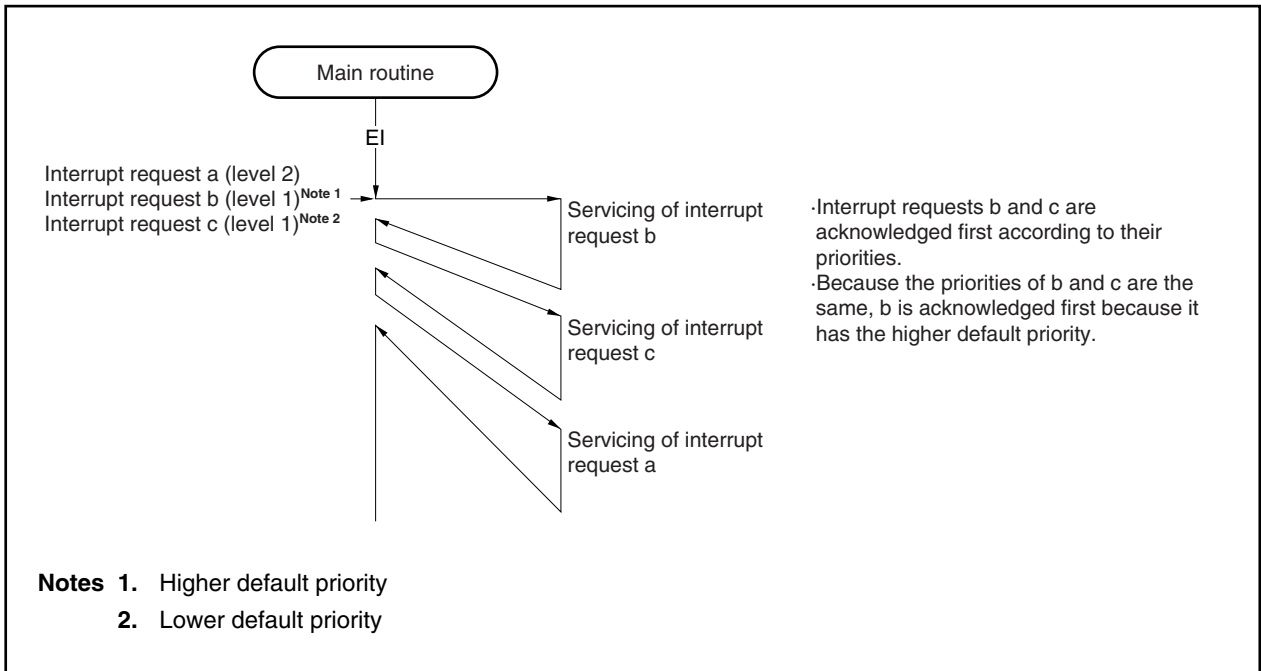 Main routine
EI
Interrupt request a (level 2)
Interrupt request b (level 1)Note 1
Interrupt request c (level 1)Note 2
Servicing of interrupt
request b
·Interrupt requests b and c are
acknowledged first according to their
priorities.
·Because the priorities of b and c are the
same, b is acknowledged first because it
has the higher default priority.
Servicing of interrupt
request c
Servicing of interrupt
request a
Notes 1. Higher default priority
2. Lower default priority